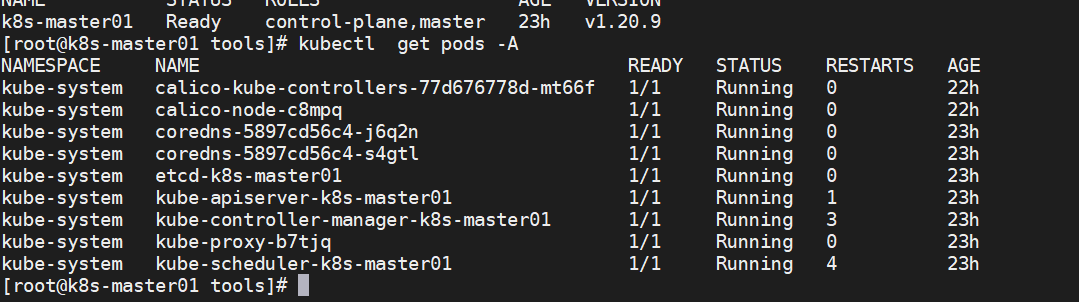 NAME          STATUS   ROLES                  AGE   VERSION
k8s-master01   Ready    control-plane,master   23h   v1.20.9
[root@k8s-master01 tools]# kubectl  get pods -A
NAMESPACE     NAME                                       READY   STATUS    RESTARTS   AGE
kube-system   calico-kube-controllers-77d676778d-mt66f   1/1     Running   0          22h
kube-system   calico-node-c8mpq                          1/1     Running   0          22h
kube-system   coredns-5897cd56c4-j6q2n                   1/1     Running   0          23h
kube-system   coredns-5897cd56c4-s4gtl                   1/1     Running   0          23h
kube-system   etcd-k8s-master01                          1/1     Running   0          23h
kube-system   kube-apiserver-k8s-master01                1/1     Running   1          23h
kube-system   kube-controller-manager-k8s-master01       1/1     Running   3          23h
kube-system   kube-proxy-b7tjq                           1/1     Running   0          23h
kube-system   kube-scheduler-k8s-master01                1/1     Running   4          23h
[root@k8s-master01 tools]#